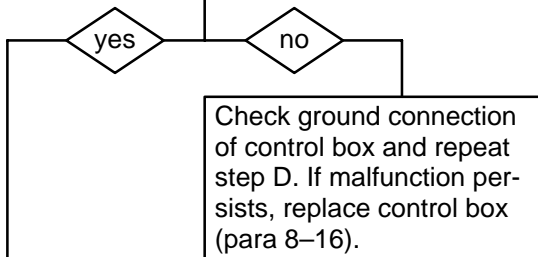 yes
no
Check ground connection
of control box and repeat
step D. If malfunction per-
sists, replace control box
(para 8–16).